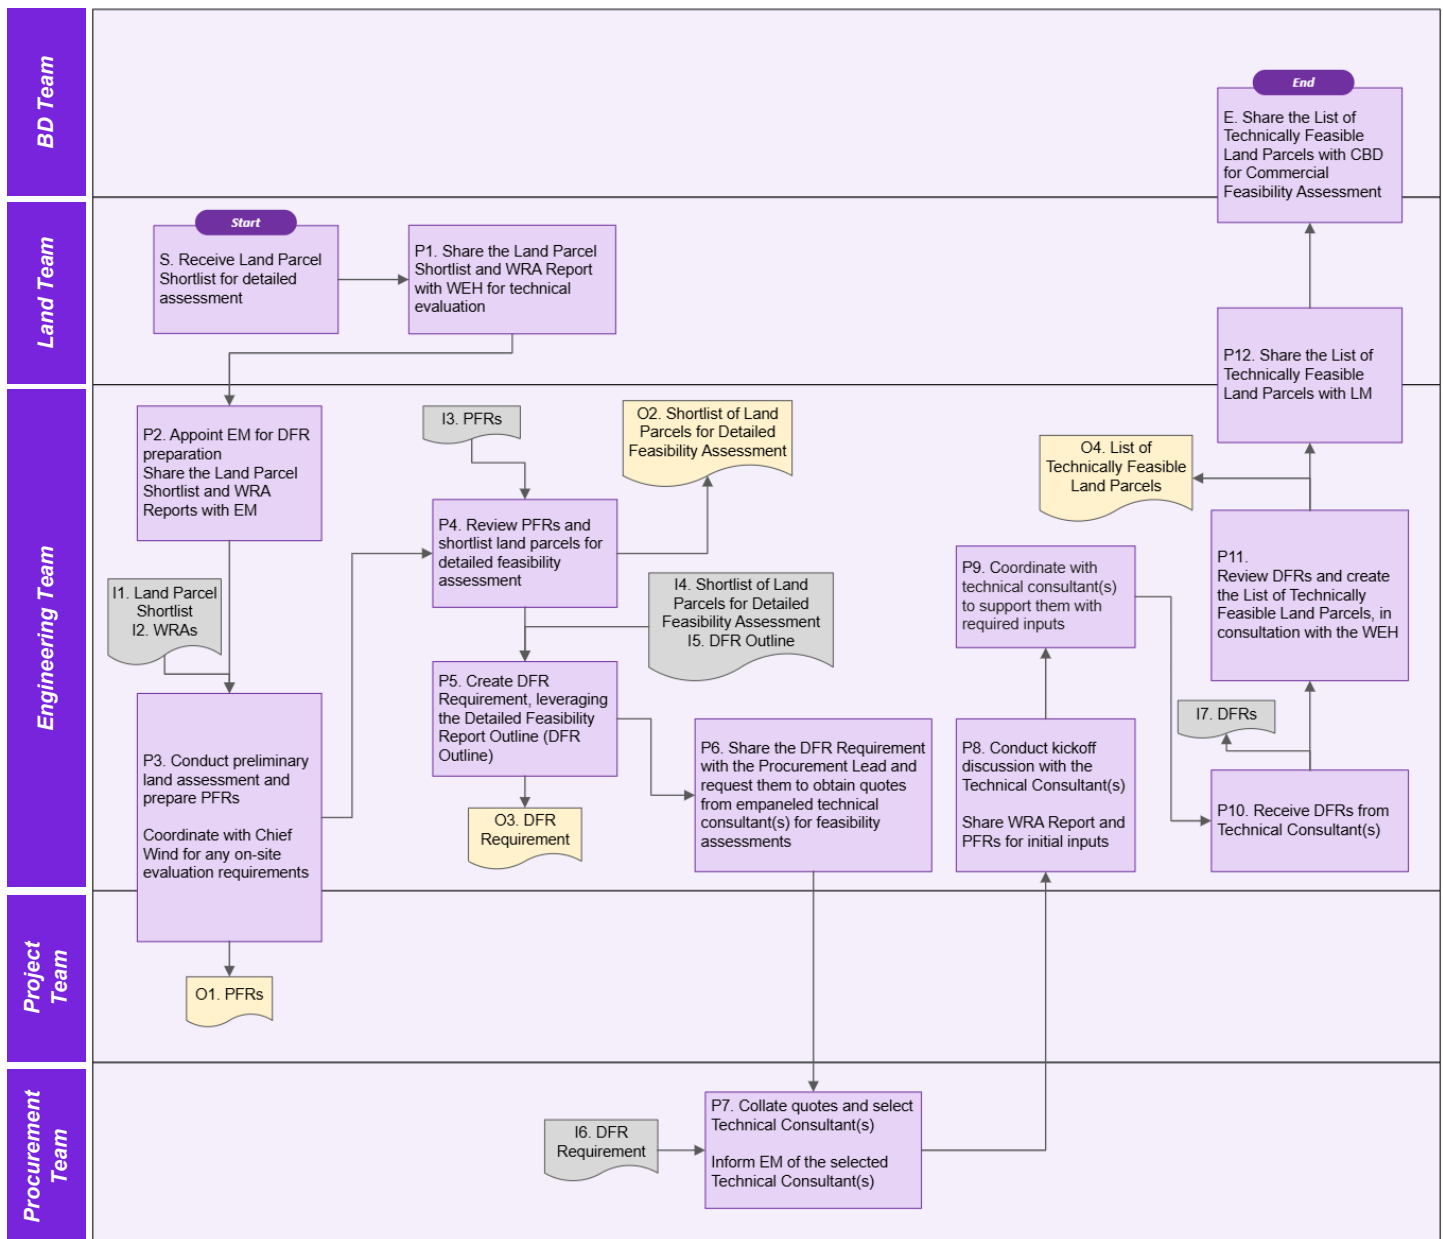 BD Team
End
E. Share the List of
Technically Feasible
Land Parcels with CBD
for Commercial
Feasibility Assessment
Land Team
Start
S. Receive Land Parcel
Shortlist for detailed
assessment
P1. Share the Land Parcel
Shortlist and WRA Report
with WEH for technical
evaluation
P12. Share the List of
Technically Feasible
Land Parcels with LM
Engineering Team
P2. Appoint EM for DFR
preparation
Share the Land Parcel
Shortlist and WRA
Reports with EM
I1. Land Parcel
Shortlist
I2. WRAs
P3. Conduct preliminary
land assessment and
prepare PFRs
Coordinate with Chief
Wind for any on-site
evaluation requirements
I3. PFRs
O2. Shortlist of Land
Parcels for Detailed
Feasibility Assessment
P4. Review PFRs and
shortlist land parcels for
detailed feasibility
assessment
I4. Shortlist of Land
Parcels for Detailed
Feasibility Assessment
I5. DFR Outline
P5. Create DFR
Requirement, leveraging
the Detailed Feasibility
Report Outline (DFR
Outline)
O3. DFR
Requirement
P6. Share the DFR Requirement
with the Procurement Lead and
request them to obtain quotes
from empaneled technical
consultant(s) for feasibility
assessments
O4. List of
Technically Feasible
Land Parcels
P9. Coordinate with
technical consultant(s)
to support them with
required inputs
P8. Conduct kickoff
discussion with the
Technical Consultant(s)
Share WRA Report and
PFRs for initial inputs
P11.
Review DFRs and create
the List of Technically
Feasible Land Parcels, in
consultation with the WEH
I7. DFRs
P10. Receive DFRs from
Technical Consultant(s)
Project
Team
O1. PFRs
Procurement
Team
I6. DFR
Requirement
P7. Collate quotes and select
Technical Consultant(s)
Inform EM of the selected
Technical Consultant(s)